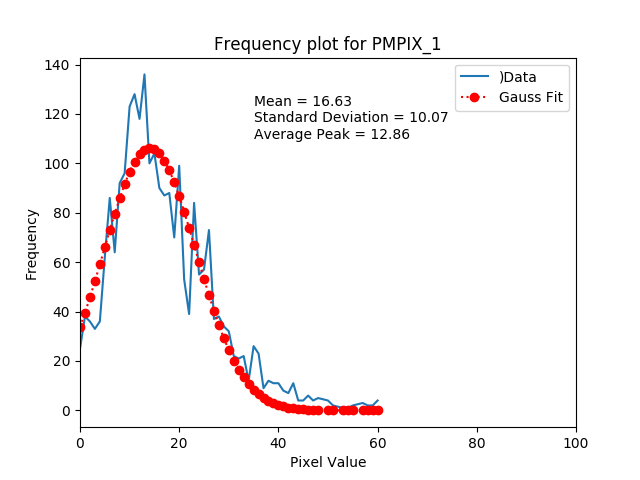 Frequency plot for PMPIX_1
140
120
100
80
60
40
20
0
Frequency
Mean = 16.63
Standard Deviation = 10.07
Average Peak = 12.86
)Data
Gauss Fit
0 20 40 60 80 100
Pixel Value